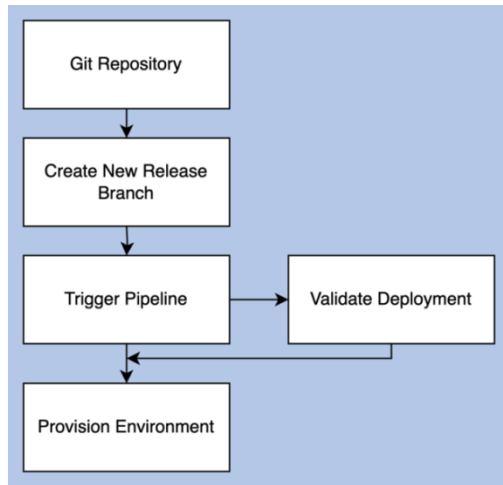 Git Repository
Create New Release
Branch
Trigger Pipeline
Validate Deployment
Provision Environment